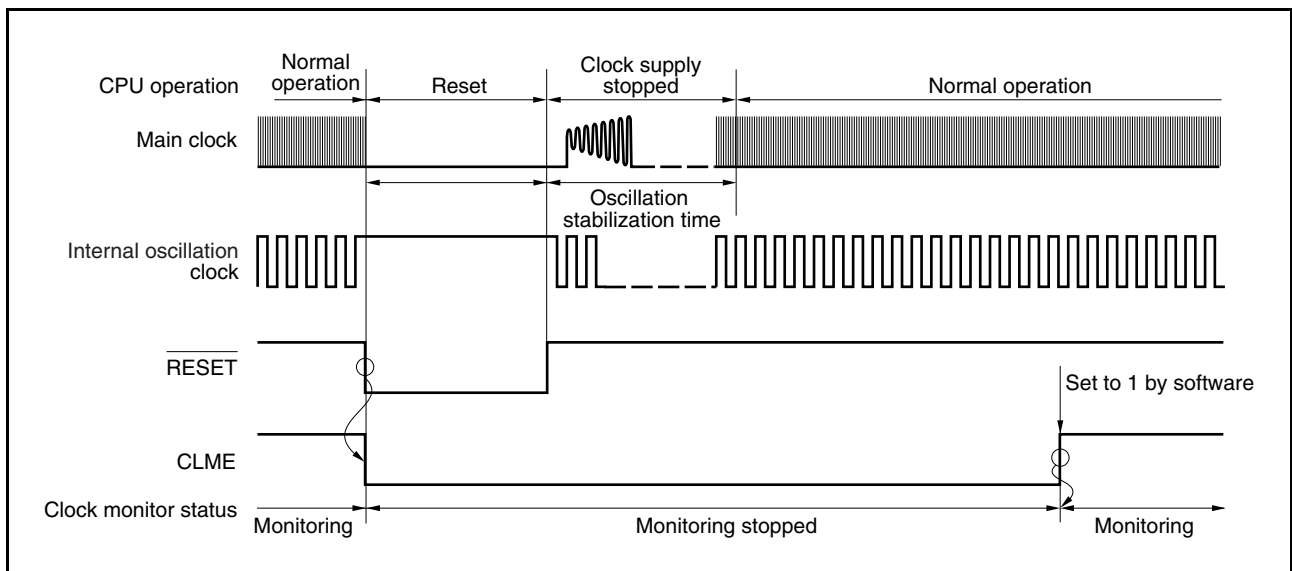 CPU operation
Normal
operation
Reset
Clock supply
stopped
Normal operation
Main clock
Oscillation
stabilization time
Internal oscillation
clock
RESET
Set to 1 by software
CLME
Clock monitor status
Monitoring
Monitoring stopped
Monitoring